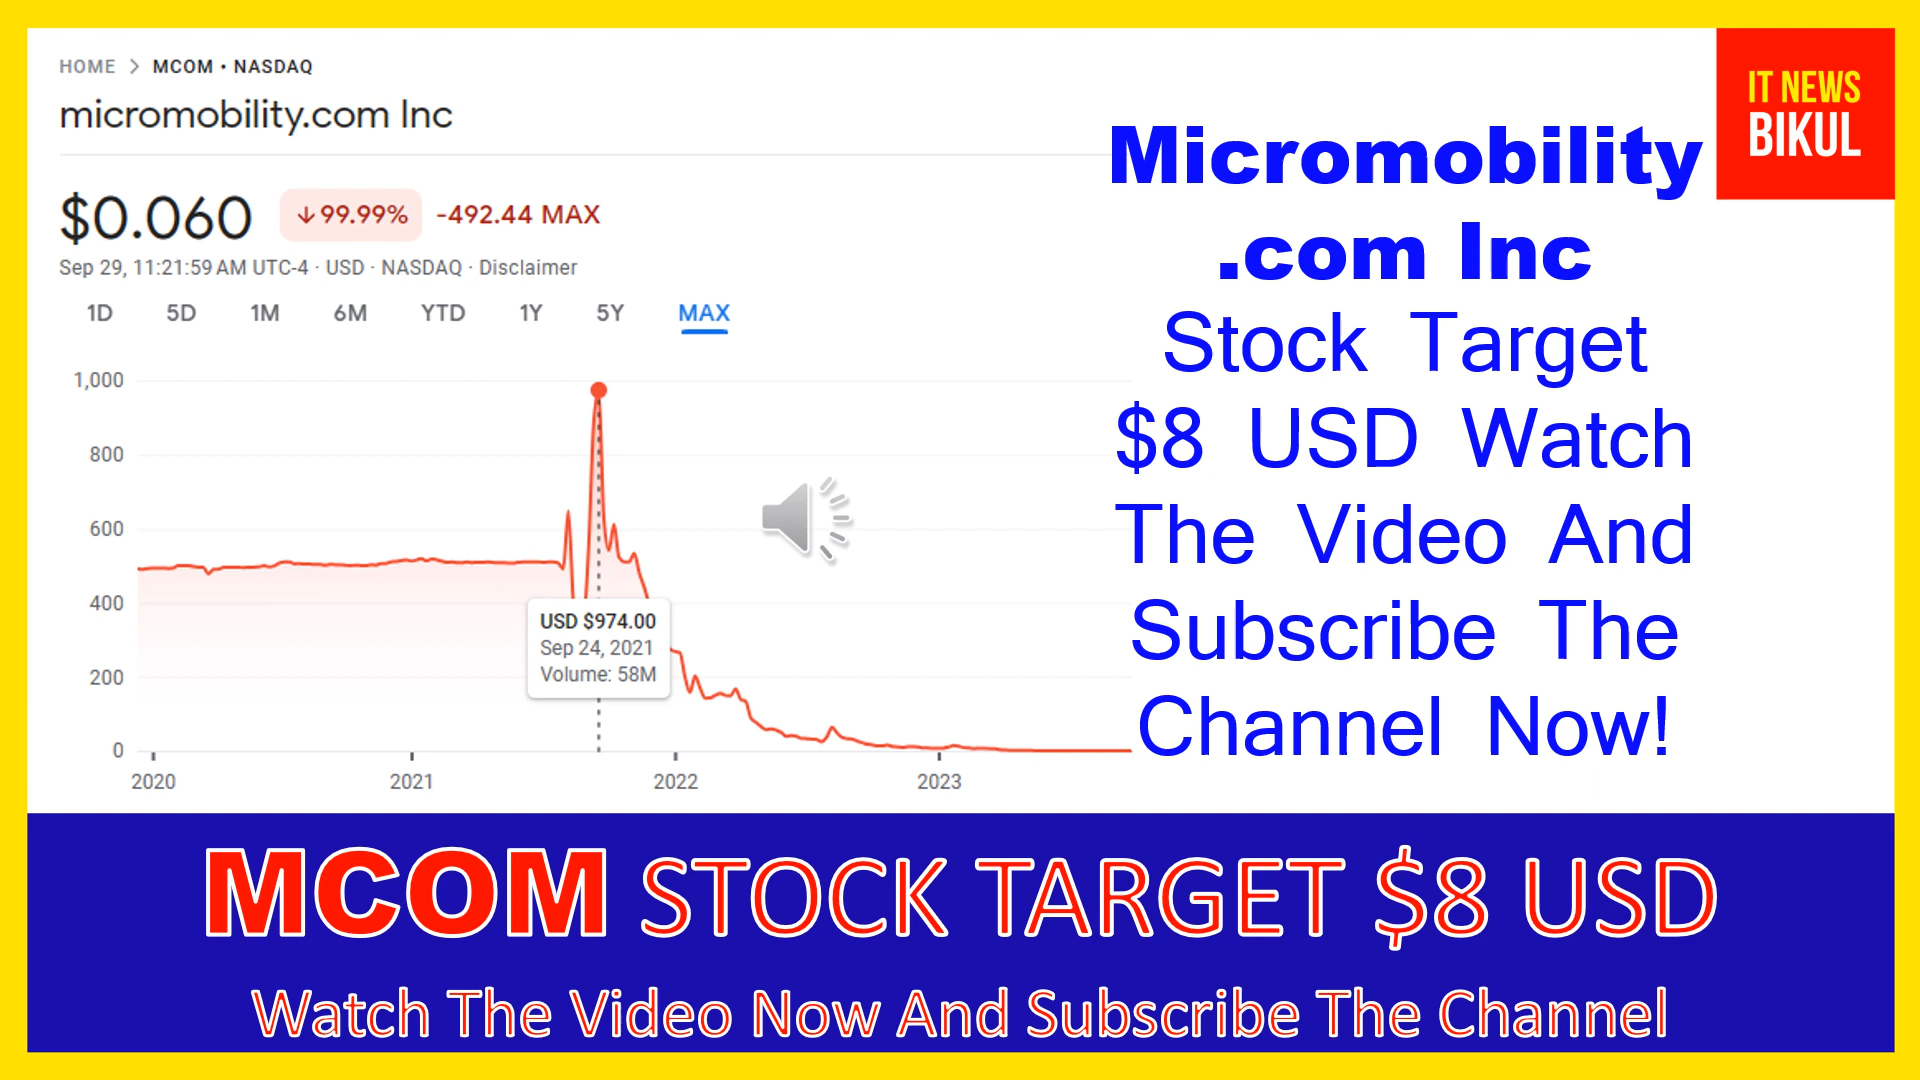 HOME > MCOM • NASDAQ
micromobility.com Inc
$0.060 ↓99.99% -492.44 MAX
Sep 29, 11:21:59 AM UTC-4 · USD · NASDAQ · Disclaimer
1D 5D 1M 6M YTD 1Y 5Y MAX
1,000
800
600
400
200
0
USD $974.00
Sep 24, 2021
Volume: 58M
2020 2021 2022 2023
IT NEWS
BIKUL
Micromobility
.com Inc
Stock Target
$8 USD Watch
The Video And
Subscribe The
Channel Now!
MCOM STOCK TARGET $8 USD
Watch The Video Now And Subscribe The Channel